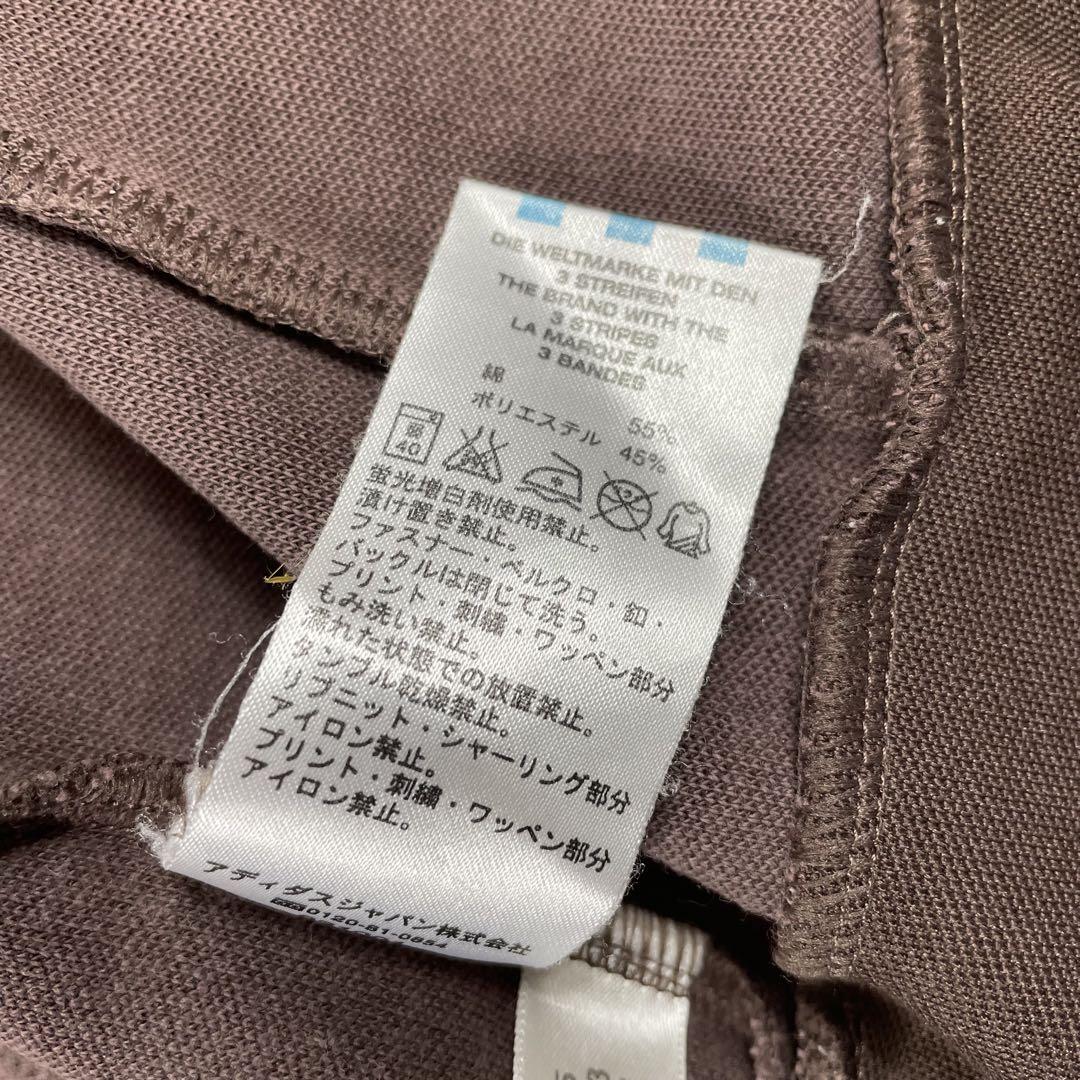 DIE WELTMARKE MIT DEN
3 STREIFEN
THE BRAND WITH THE
3 STRIPES
LA MARQUE AUX
3 BANDES
綿 55%
ポリエステル 45%
弱
40
蛍光増白剤使用禁止。
漬け置き禁止。
ファスナー・ベルクロ・釦・
バックルは閉じて洗う。
プリント・刺繍・ワッペン部分
もみ洗い禁止。
濡れた状態での放置禁止。
タンブル乾燥禁止。
リブニット・シャーリング部分
アイロン禁止。
プリント・刺繍・ワッペン部分
アイロン禁止。
アディダスジャパン株式会社
0120-81-0654